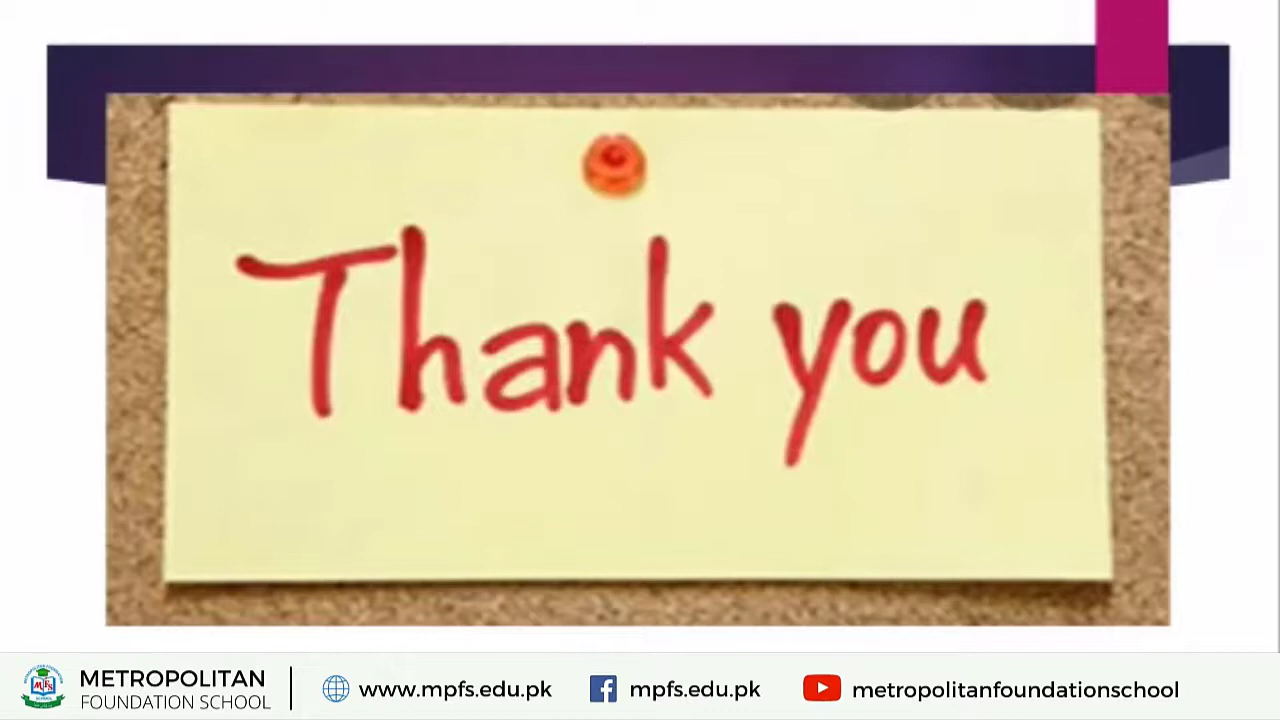 Thank you
METROPOLITAN
FOUNDATION SCHOOL
www.mpfs.edu.pk
mpfs.edu.pk
metropolitanfoundationschool